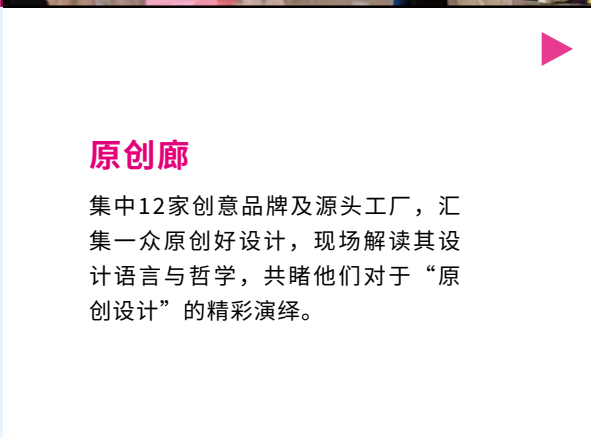 原创廊
集中12家创意品牌及源头工厂，汇
集一众原创好设计，现场解读其设
计语言与哲学，共睹他们对于“原
创设计”的精彩演绎。